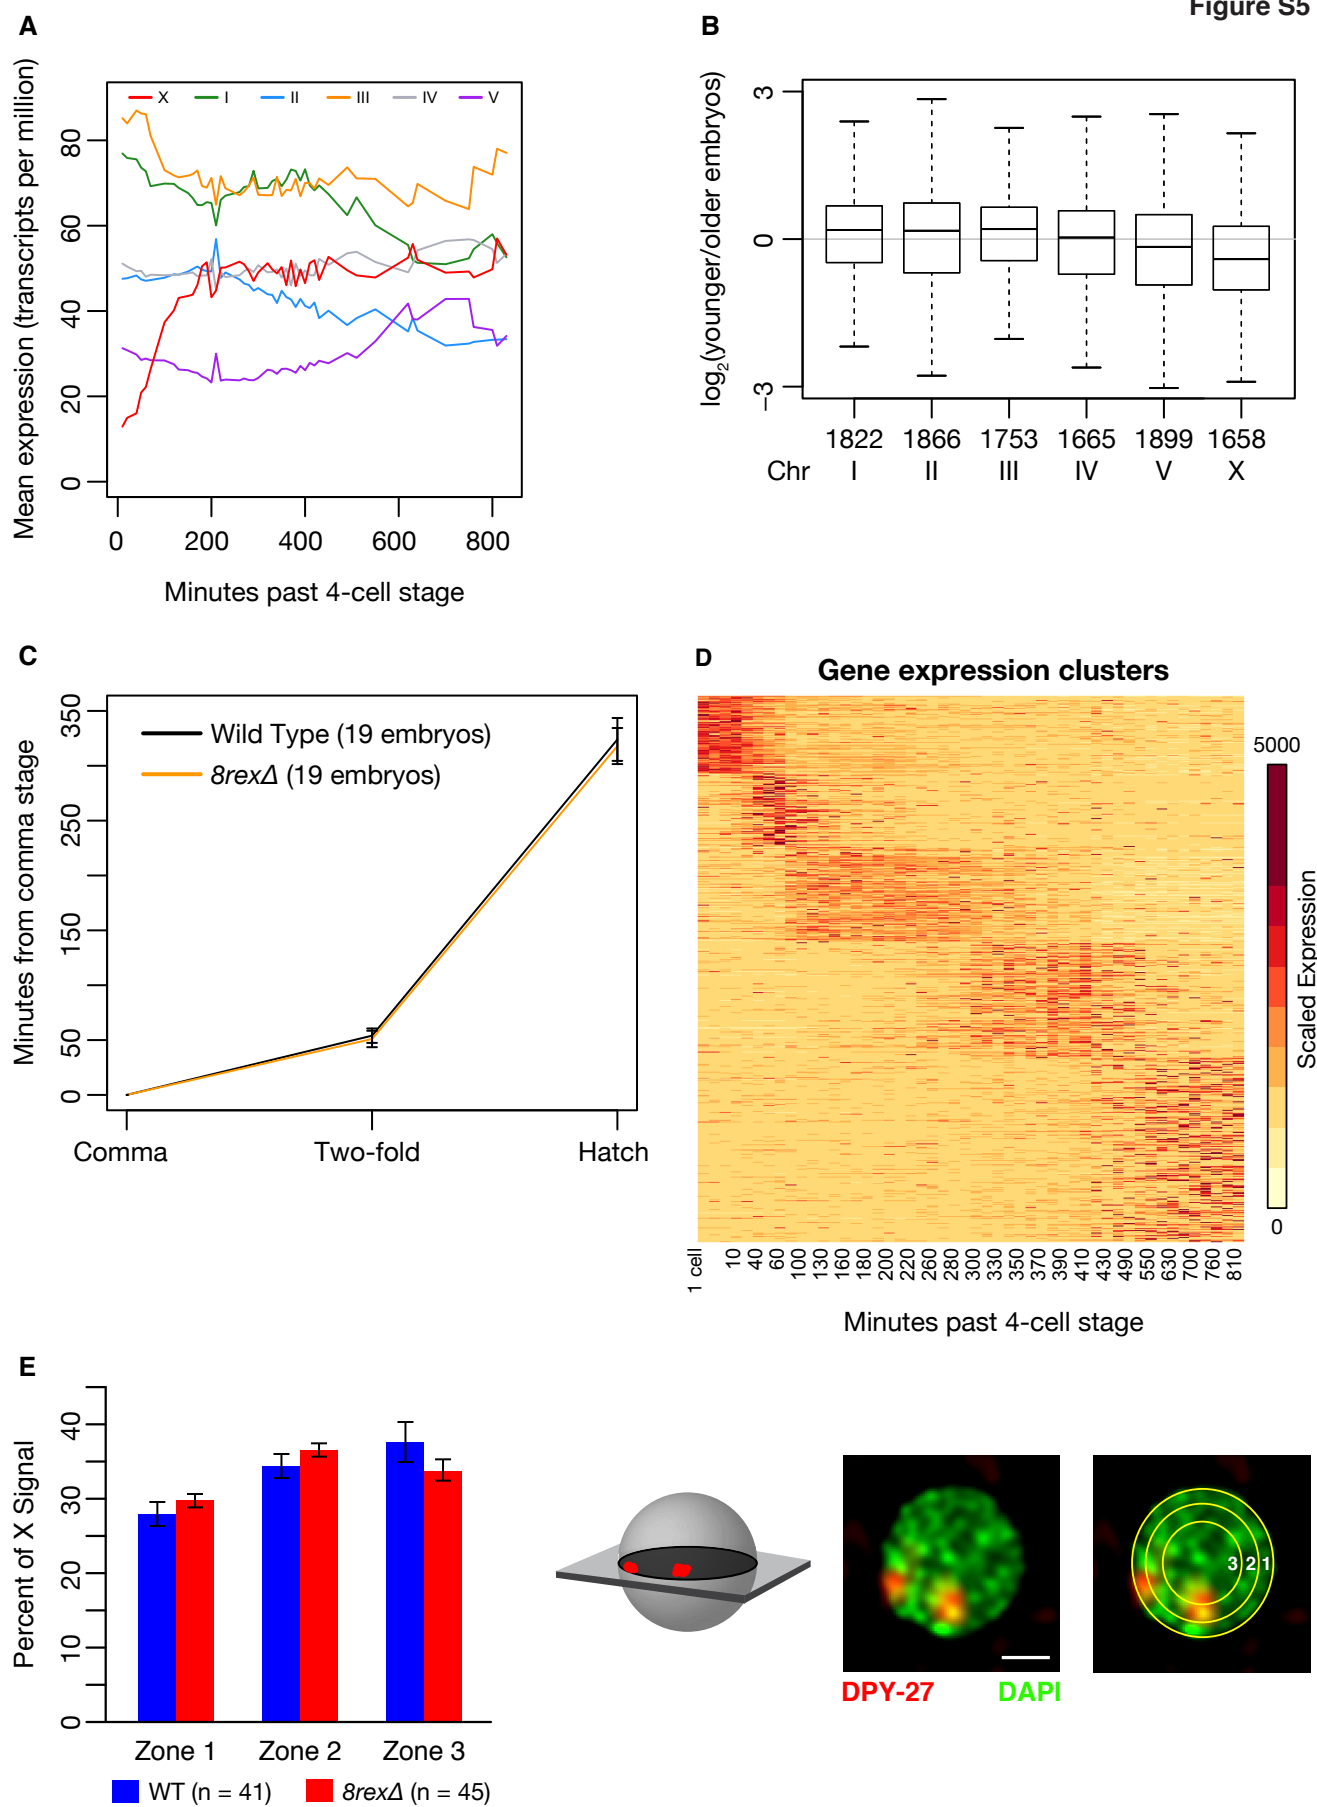 Figure S5
A
Mean expression (transcripts per million)
X I II III IV V
0 20 40 60 80
0 200 400 600 800
Minutes past 4-cell stage
B
log2(younger/older embryos)
3
0
−3
1822 1866 1753 1665 1899 1658
Chr I II III IV V X
C
Minutes from comma stage
0 50 150 250 350
Wild Type (19 embryos)
8rexΔ (19 embryos)
Comma Two-fold Hatch
D
Gene expression clusters
5000
0
Scaled Expression
1 cell 10 40 60 100 130 160 180 200 220 260 280 300 330 350 370 390 410 430 490 550 630 700 760 810
Minutes past 4-cell stage
E
Percent of X Signal
0 10 20 30 40
Zone 1 Zone 2 Zone 3
WT (n = 41) 8rexΔ (n = 45)
DPY-27 DAPI
3 2 1